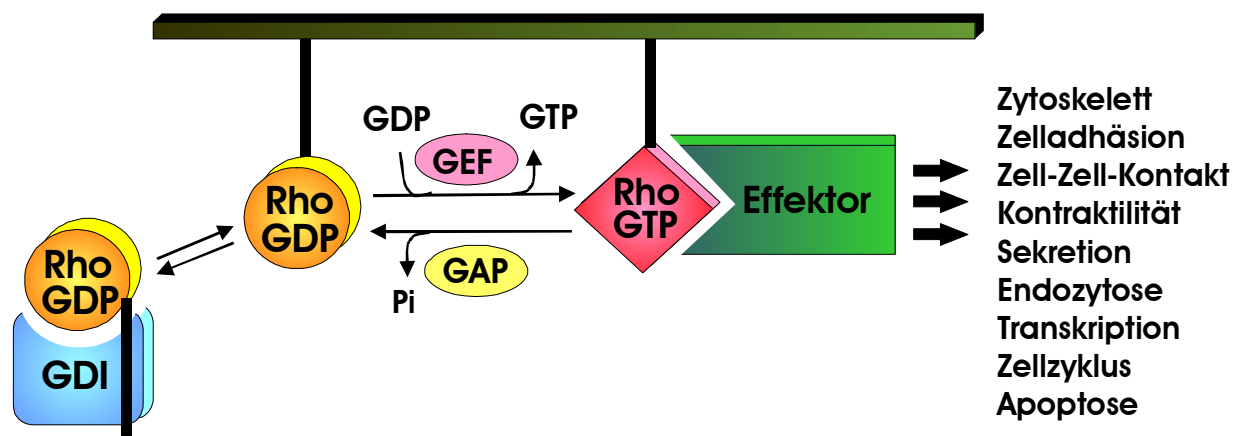 GDP
GTP
GEF
Rho
GDP
Rho
GTP
Effektor
GAP
Pi
Rho
GDP
GDI
Zytoskelett
Zelladhäsion
Zell-Zell-Kontakt
Kontraktilität
Sekretion
Endozytose
Transkription
Zellzyklus
Apoptose